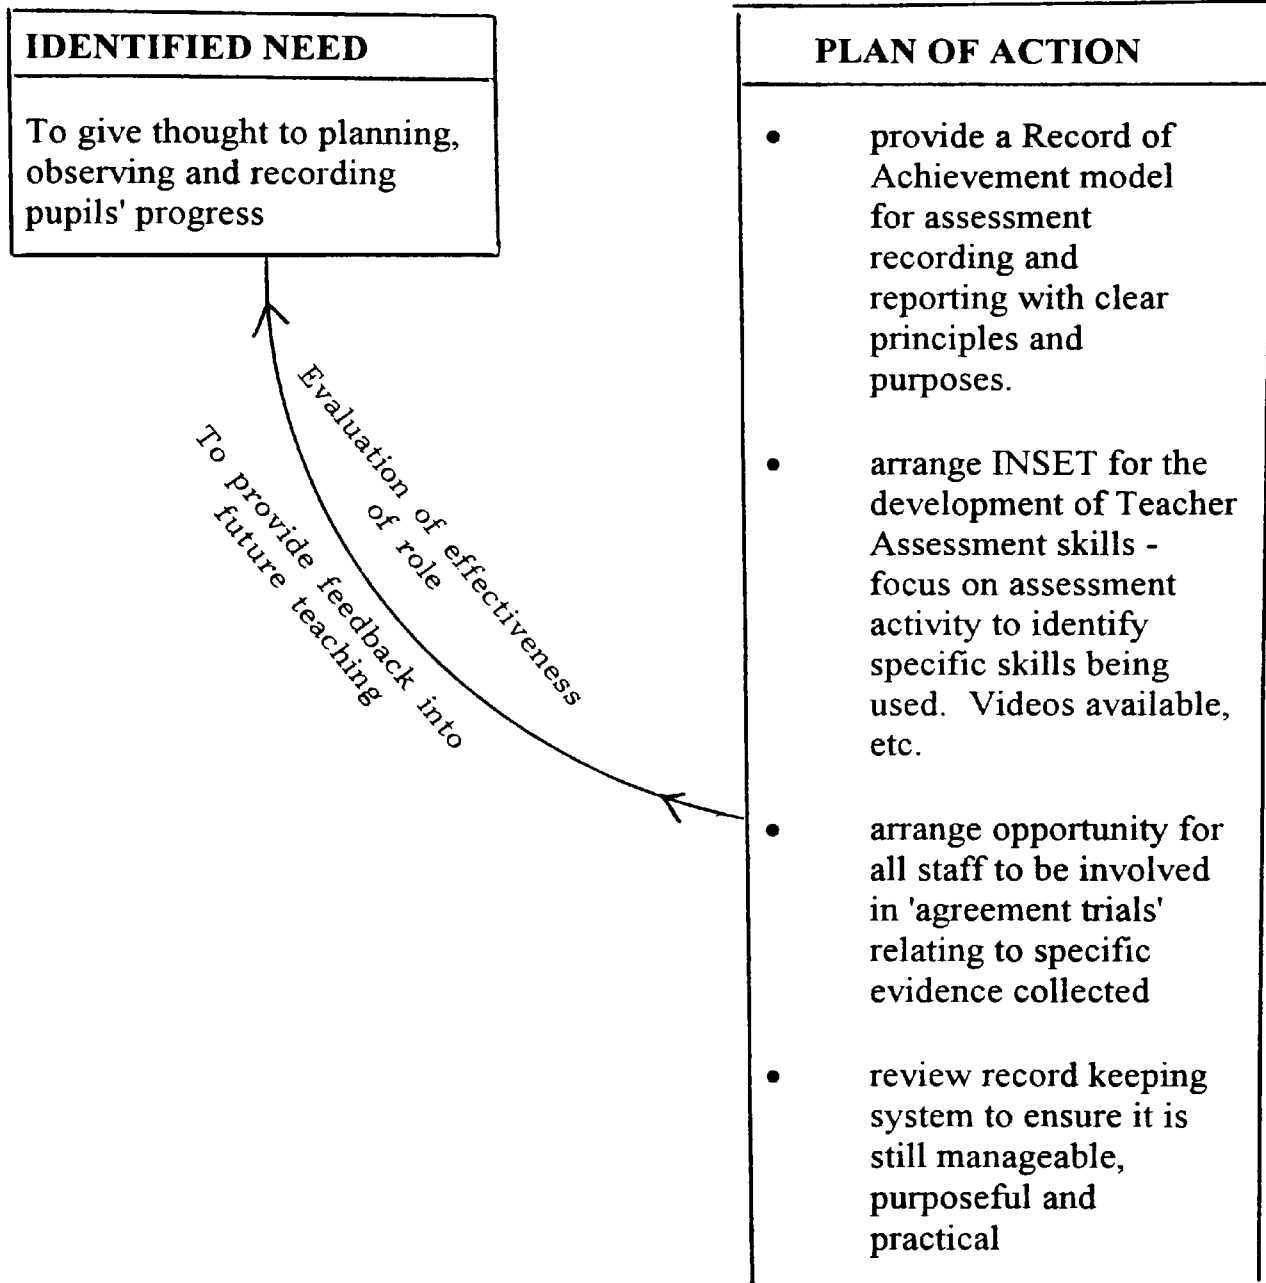 IDENTIFIED NEED
To give thought to planning,
observing and recording
pupils' progress
Evaluation of effectiveness
of role
To provide feedback into
future teaching
PLAN OF ACTION
• provide a Record of
Achievement model
for assessment
recording and
reporting with clear
principles and
purposes.
• arrange INSET for the
development of Teacher
Assessment skills -
focus on assessment
activity to identify
specific skills being
used. Videos available,
etc.
• arrange opportunity for
all staff to be involved
in 'agreement trials'
relating to specific
evidence collected
• review record keeping
system to ensure it is
still manageable,
purposeful and
practical